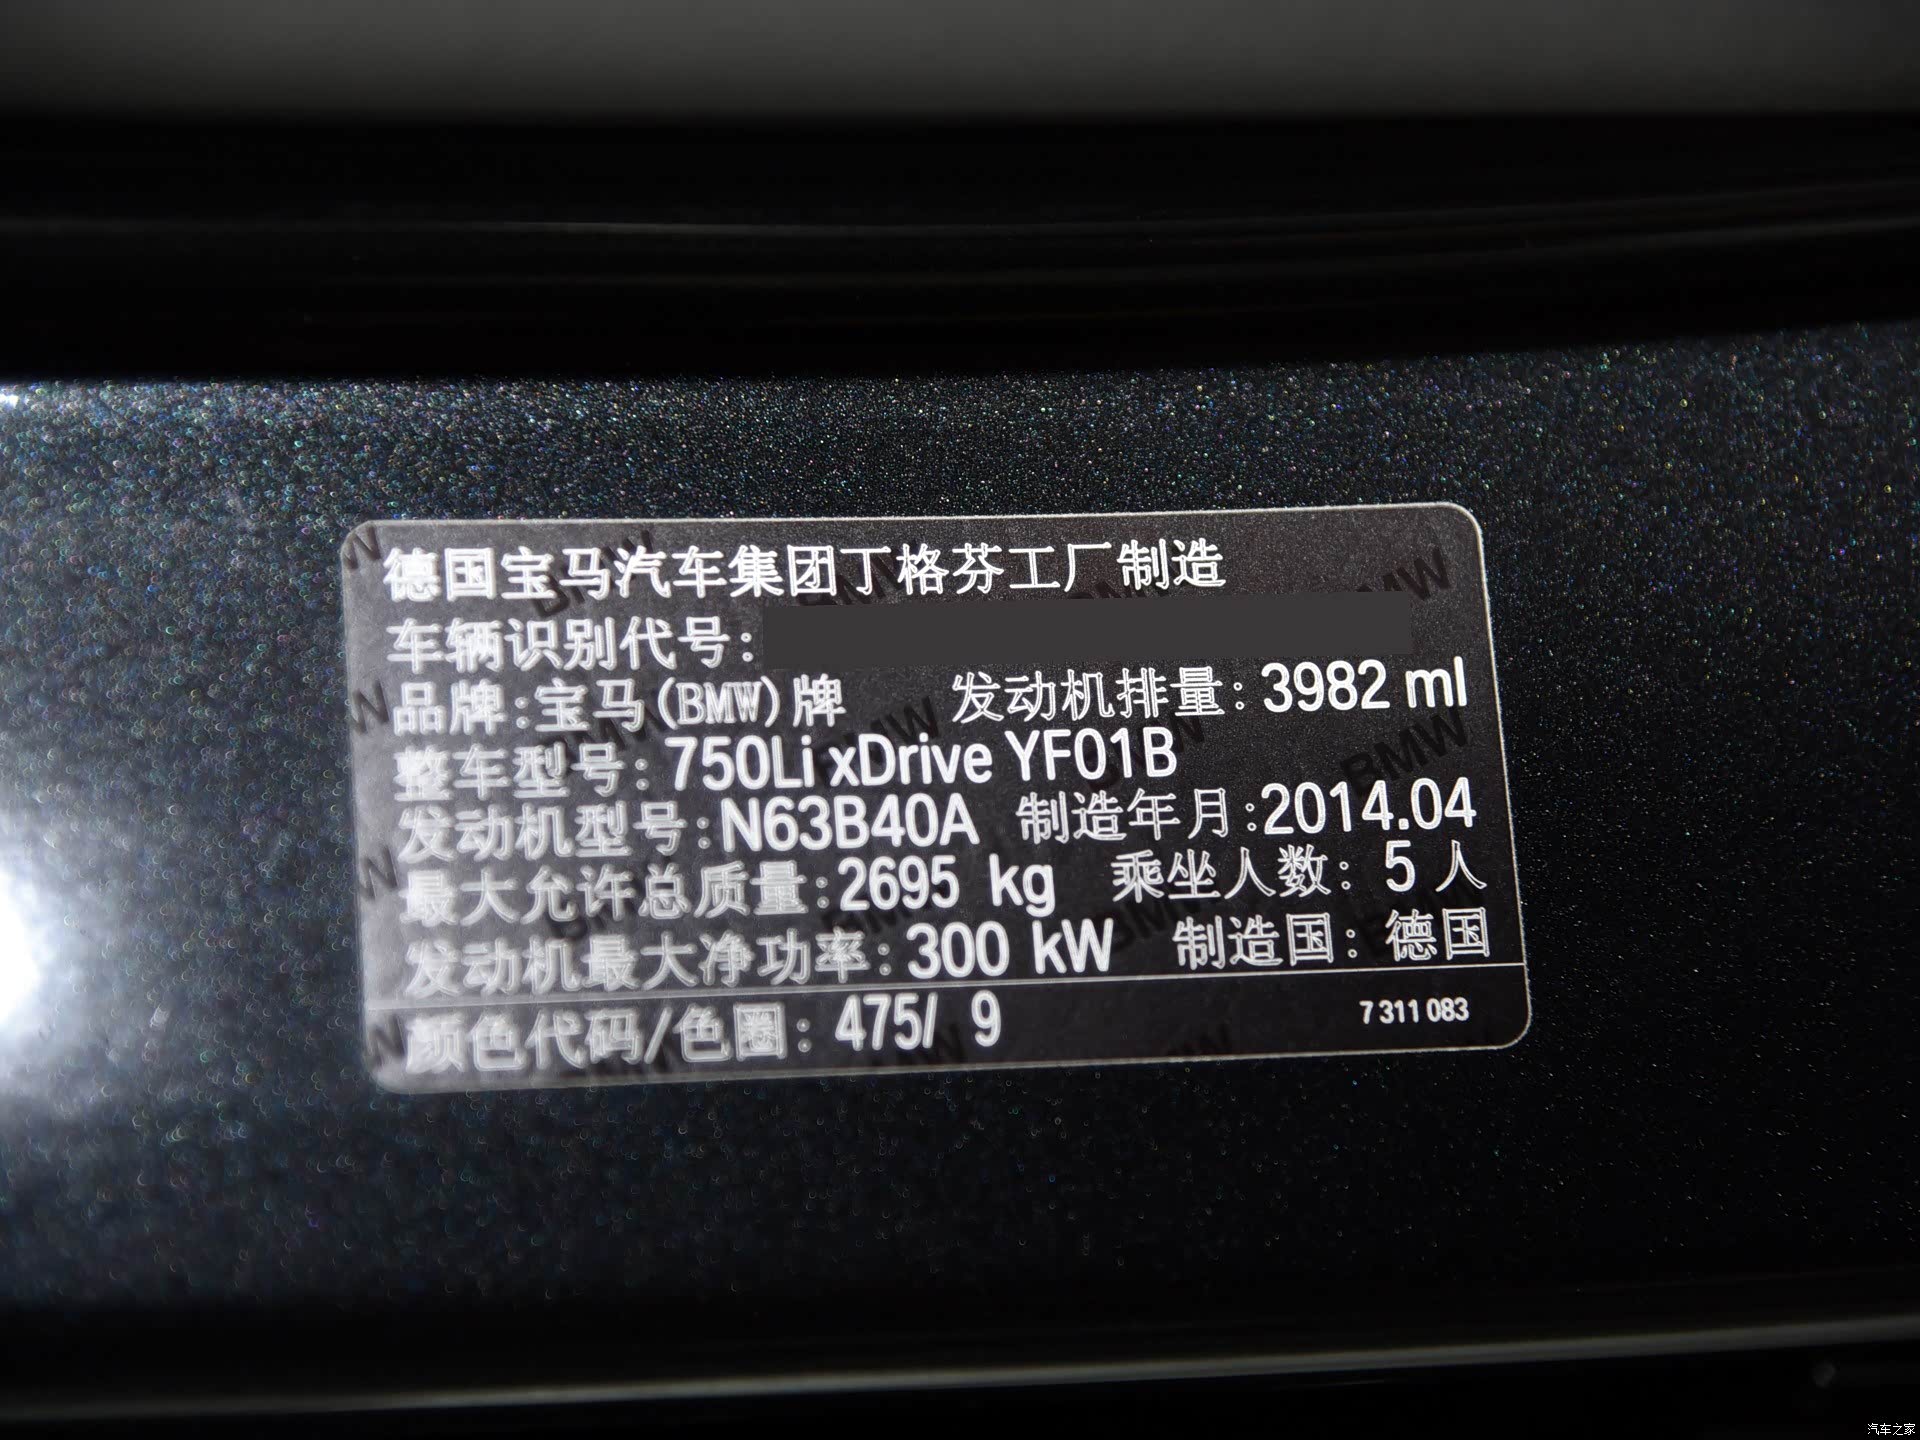 德国宝马汽车集团丁格芬工厂制造
车辆识别代号:
品牌:宝马(BMW)牌 发动机排量: 3982 ml
整车型号: 750Li xDrive YF01B
发动机型号:N63B40A 制造年月:2014.04
最大允许总质量:2695 kg 乘坐人数: 5 人
发动机最大净功率: 300 kW 制造国: 德国
颜色代码/色圈: 475/ 9 7 311 083
汽车之家